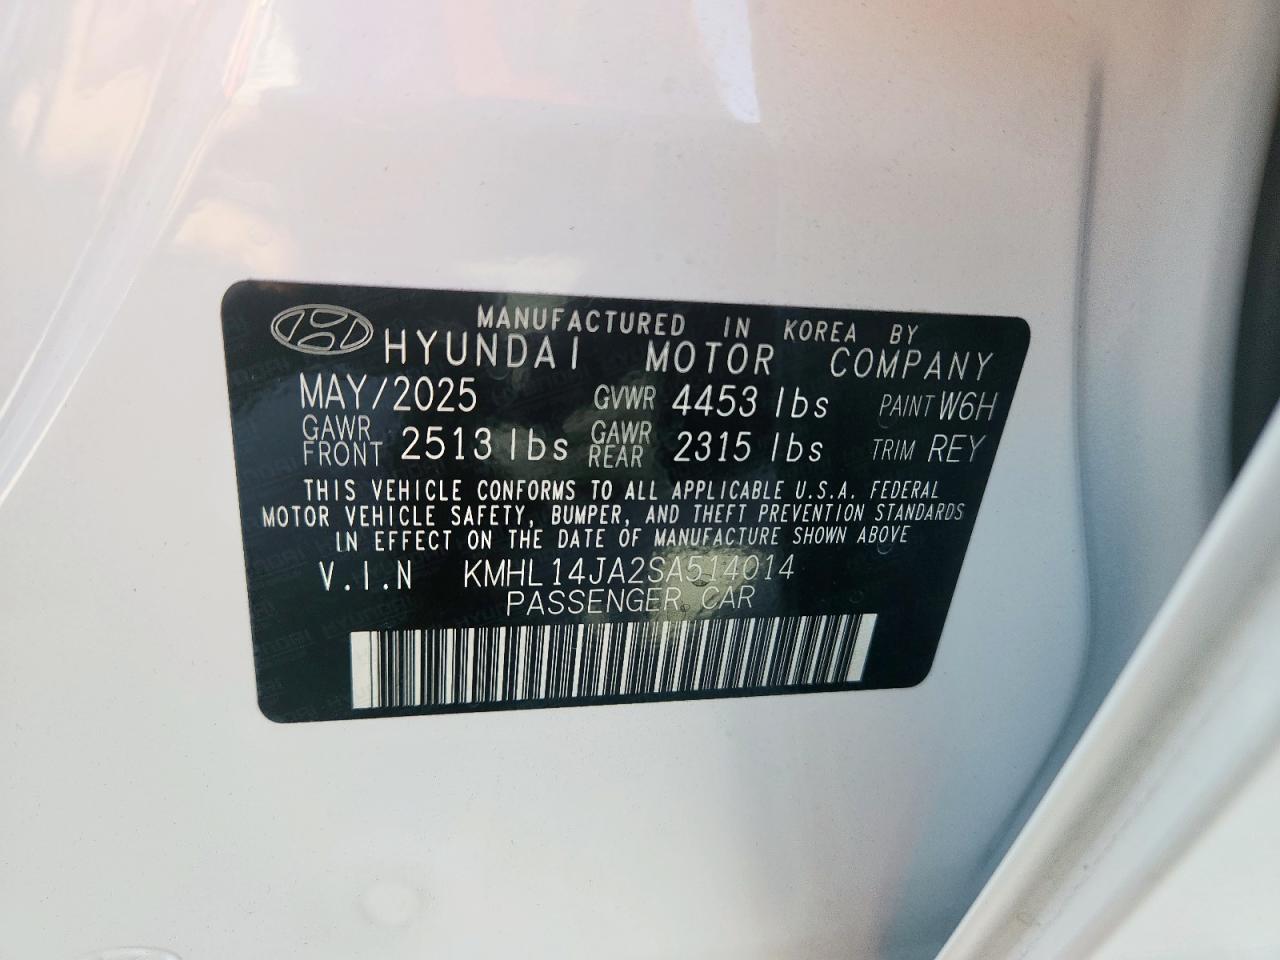 MANUFACTURED IN KOREA BY
HYUNDAI MOTOR COMPANY
MAY/2025 GVWR 4453 lbs PAINT W6H
GAWR FRONT 2513 lbs GAWR REAR 2315 lbs TRIM REY
THIS VEHICLE CONFORMS TO ALL APPLICABLE U.S.A. FEDERAL
MOTOR VEHICLE SAFETY, BUMPER, AND THEFT PREVENTION STANDARDS
IN EFFECT ON THE DATE OF MANUFACTURE SHOWN ABOVE
V.I.N KMHL14JA2SA514014
PASSENGER CAR